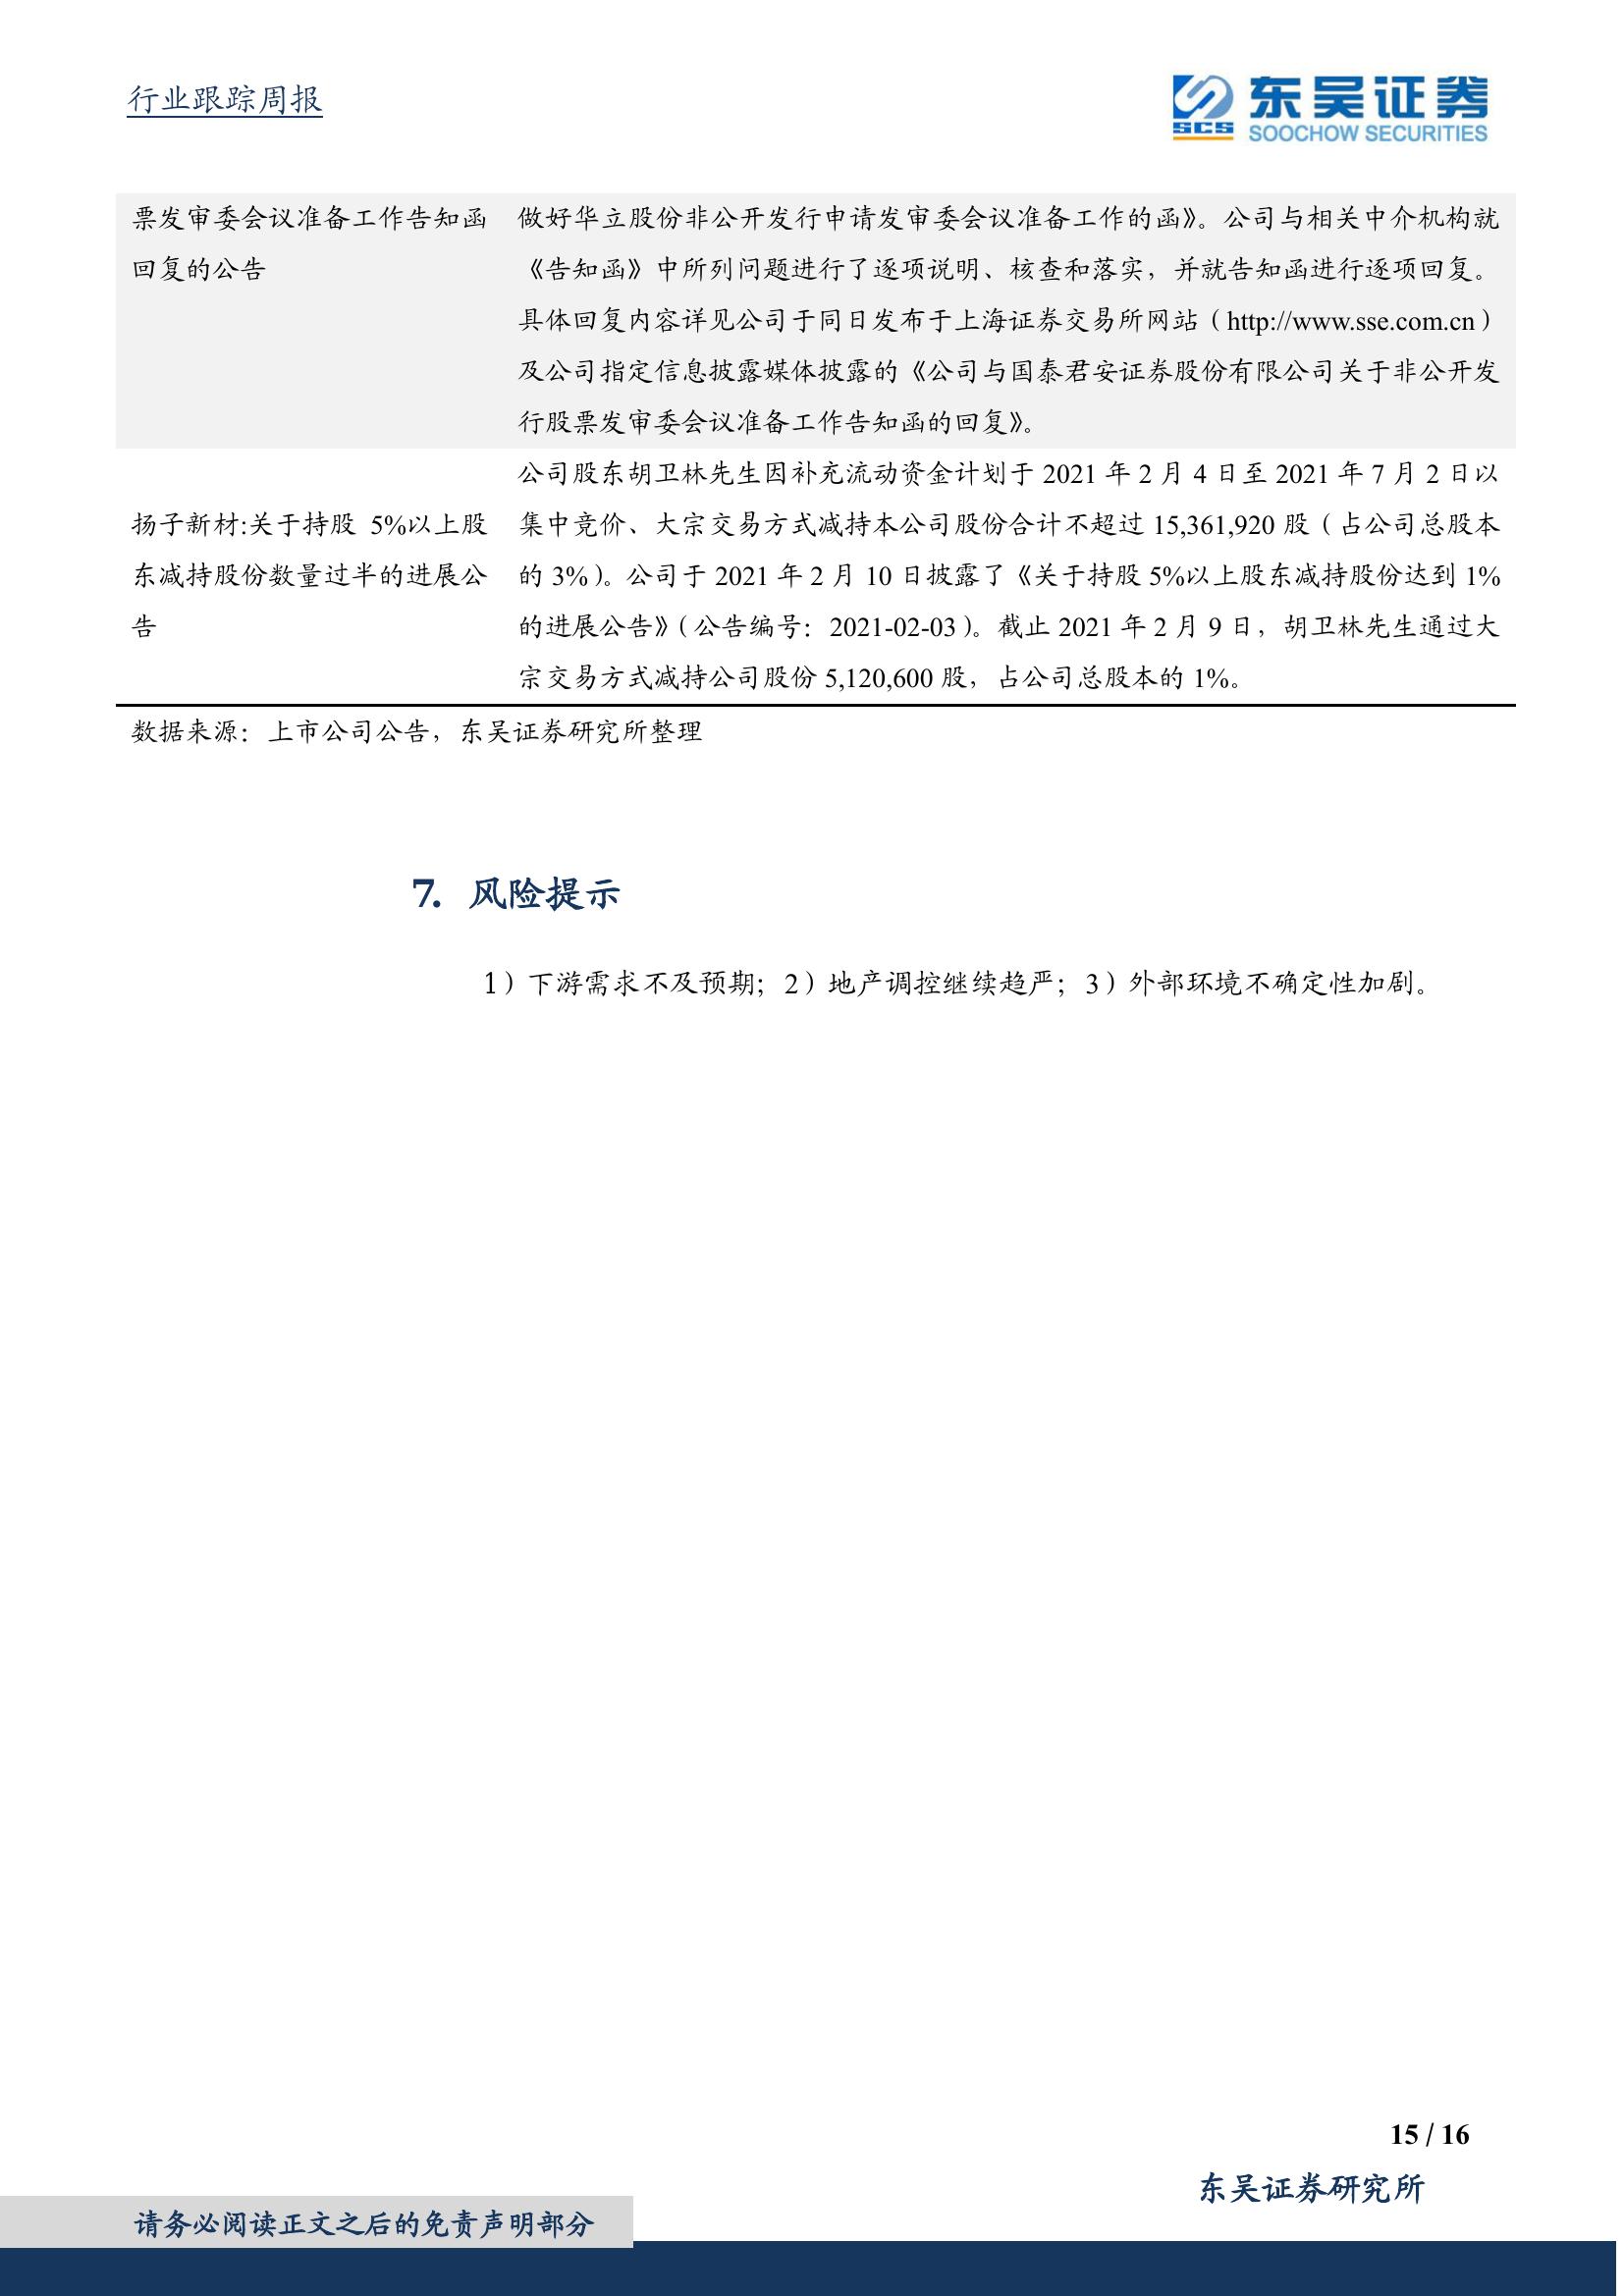 行业跟踪周报
SCS
东吴证券
SOOCHOW SECURITIES
票发审委会议准备工作告知函
回复的公告
做好华立股份非公开发行申请发审委会议准备工作的函》。公司与相关中介机构就
《告知函》中所列问题进行了逐项说明、核查和落实，并就告知函进行逐项回复。
具体回复内容详见公司于同日发布于上海证券交易所网站（http://www.sse.com.cn）
及公司指定信息披露媒体披露的《公司与国泰君安证券股份有限公司关于非公开发
行股票发审委会议准备工作告知函的回复》。
扬子新材:关于持股 5%以上股
东减持股份数量过半的进展公
告
公司股东胡卫林先生因补充流动资金计划于 2021 年 2 月 4 日至 2021 年 7 月 2 日以
集中竞价、大宗交易方式减持本公司股份合计不超过 15,361,920 股（占公司总股本
的 3%）。公司于 2021 年 2 月 10 日披露了《关于持股 5%以上股东减持股份达到 1%
的进展公告》（公告编号：2021-02-03）。截止 2021 年 2 月 9 日，胡卫林先生通过大
宗交易方式减持公司股份 5,120,600 股，占公司总股本的 1%。
数据来源：上市公司公告，东吴证券研究所整理
7. 风险提示
1）下游需求不及预期；2）地产调控继续趋严；3）外部环境不确定性加剧。
15 / 16
东吴证券研究所
请务必阅读正文之后的免责声明部分